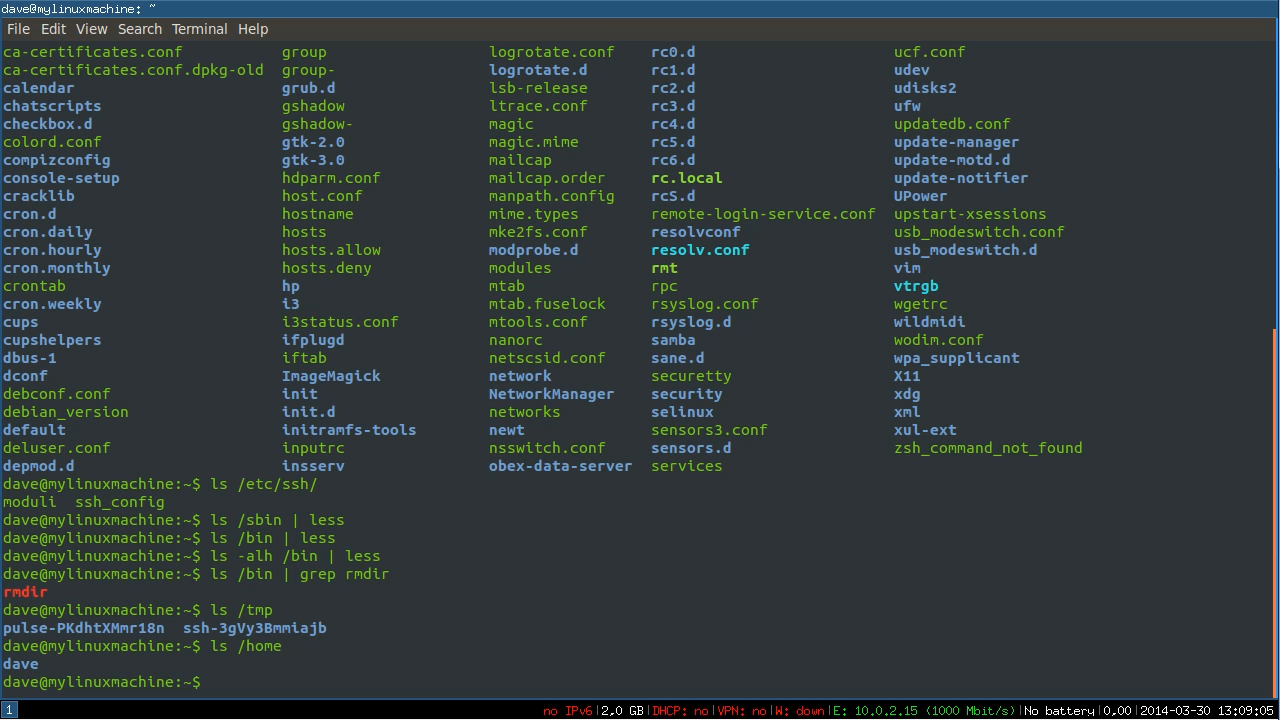 dave@mylinuxmachine: ~
File Edit View Search Terminal Help
ca-certificates.conf group logrotate.conf rc0.d ucf.conf
ca-certificates.conf.dpkg-old group- logrotate.d rc1.d udev
calendar grub.d lsb-release rc2.d udisks2
chatscripts gshadow ltrace.conf rc3.d ufw
checkbox.d gshadow- magic rc4.d updatedb.conf
colord.conf gtk-2.0 magic.mime rc5.d update-manager
compizconfig gtk-3.0 mailcap rc6.d update-motd.d
console-setup hdparm.conf mailcap.order rc.local update-notifier
cracklib host.conf manpath.config rcS.d UPower
cron.d hostname mime.types remote-login-service.conf upstart-xsessions
cron.daily hosts mke2fs.conf resolvconf usb_modeswitch.conf
cron.hourly hosts.allow modprobe.d resolv.conf usb_modeswitch.d
cron.monthly hosts.deny modules rmt vim
crontab hp mtab rpc vtrgb
cron.weekly i3 mtab.fuselock rsyslog.conf wgetrc
cups i3status.conf mtools.conf rsyslog.d wildmidi
cupshelpers ifplugd nanorc samba wodim.conf
dbus-1 iftab netscsid.conf sane.d wpa_supplicant
dconf ImageMagick network securetty X11
debconf.conf init NetworkManager security xdg
debian_version init.d networks selinux xml
default initramfs-tools newt sensors3.conf xul-ext
deluser.conf inputrc nsswitch.conf sensors.d zsh_command_not_found
depmod.d insserv obex-data-server services
dave@mylinuxmachine:~$ ls /etc/ssh/
moduli ssh_config
dave@mylinuxmachine:~$ ls /sbin | less
dave@mylinuxmachine:~$ ls /bin | less
dave@mylinuxmachine:~$ ls -alh /bin | less
dave@mylinuxmachine:~$ ls /bin | grep rmdir
rmdir
dave@mylinuxmachine:~$ ls /tmp
pulse-PKdhtXMmr18n ssh-3gVy3Bmmiajb
dave@mylinuxmachine:~$ ls /home
dave
dave@mylinuxmachine:~$
1 no IPv6|2,0 GB|DHCP: no|VPN: no|W: down|E: 10.0.2.15 (1000 Mbit/s)|No battery|0,00|2014-03-30 13:09:05